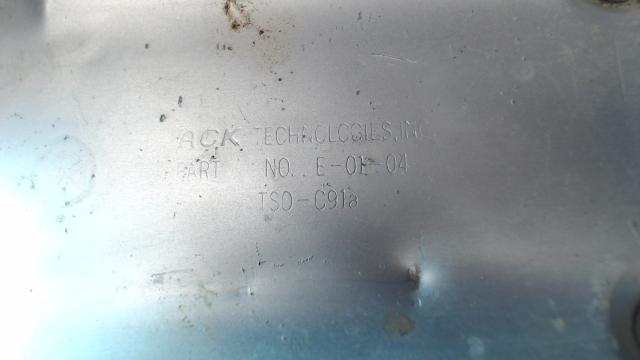 ACK TECHNOLOGIES, INC
PART NO. E-01-04
TSO-C91a